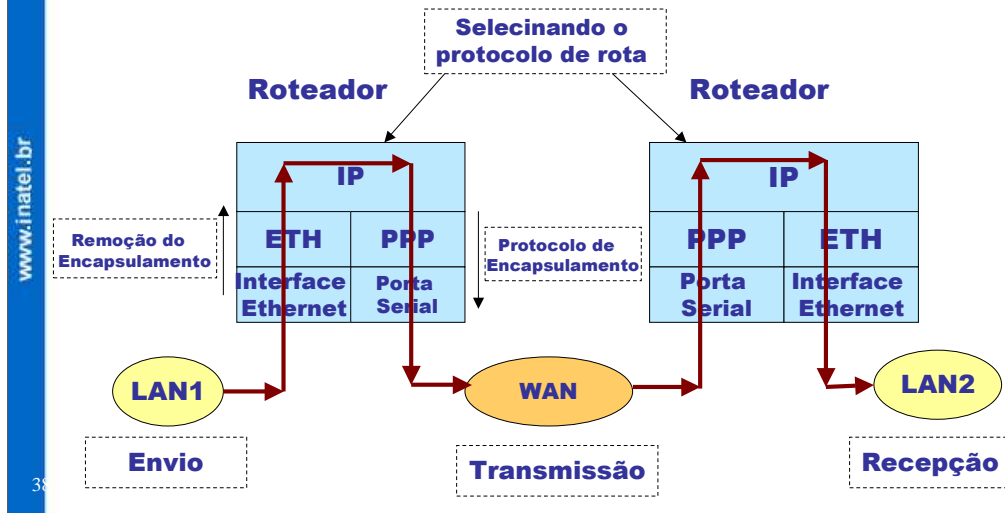 Selecinando o
protocolo de rota
Roteador
Roteador
www.inatel.br
IP
IP
Remoção do
Encapsulamento
ETH
PPP
Protocolo de
Encapsulamento
PPP
ETH
Interface
Ethernet
Porta
Serial
Porta
Serial
Interface
Ethernet
LAN1
WAN
LAN2
Envio
Transmissão
Recepção